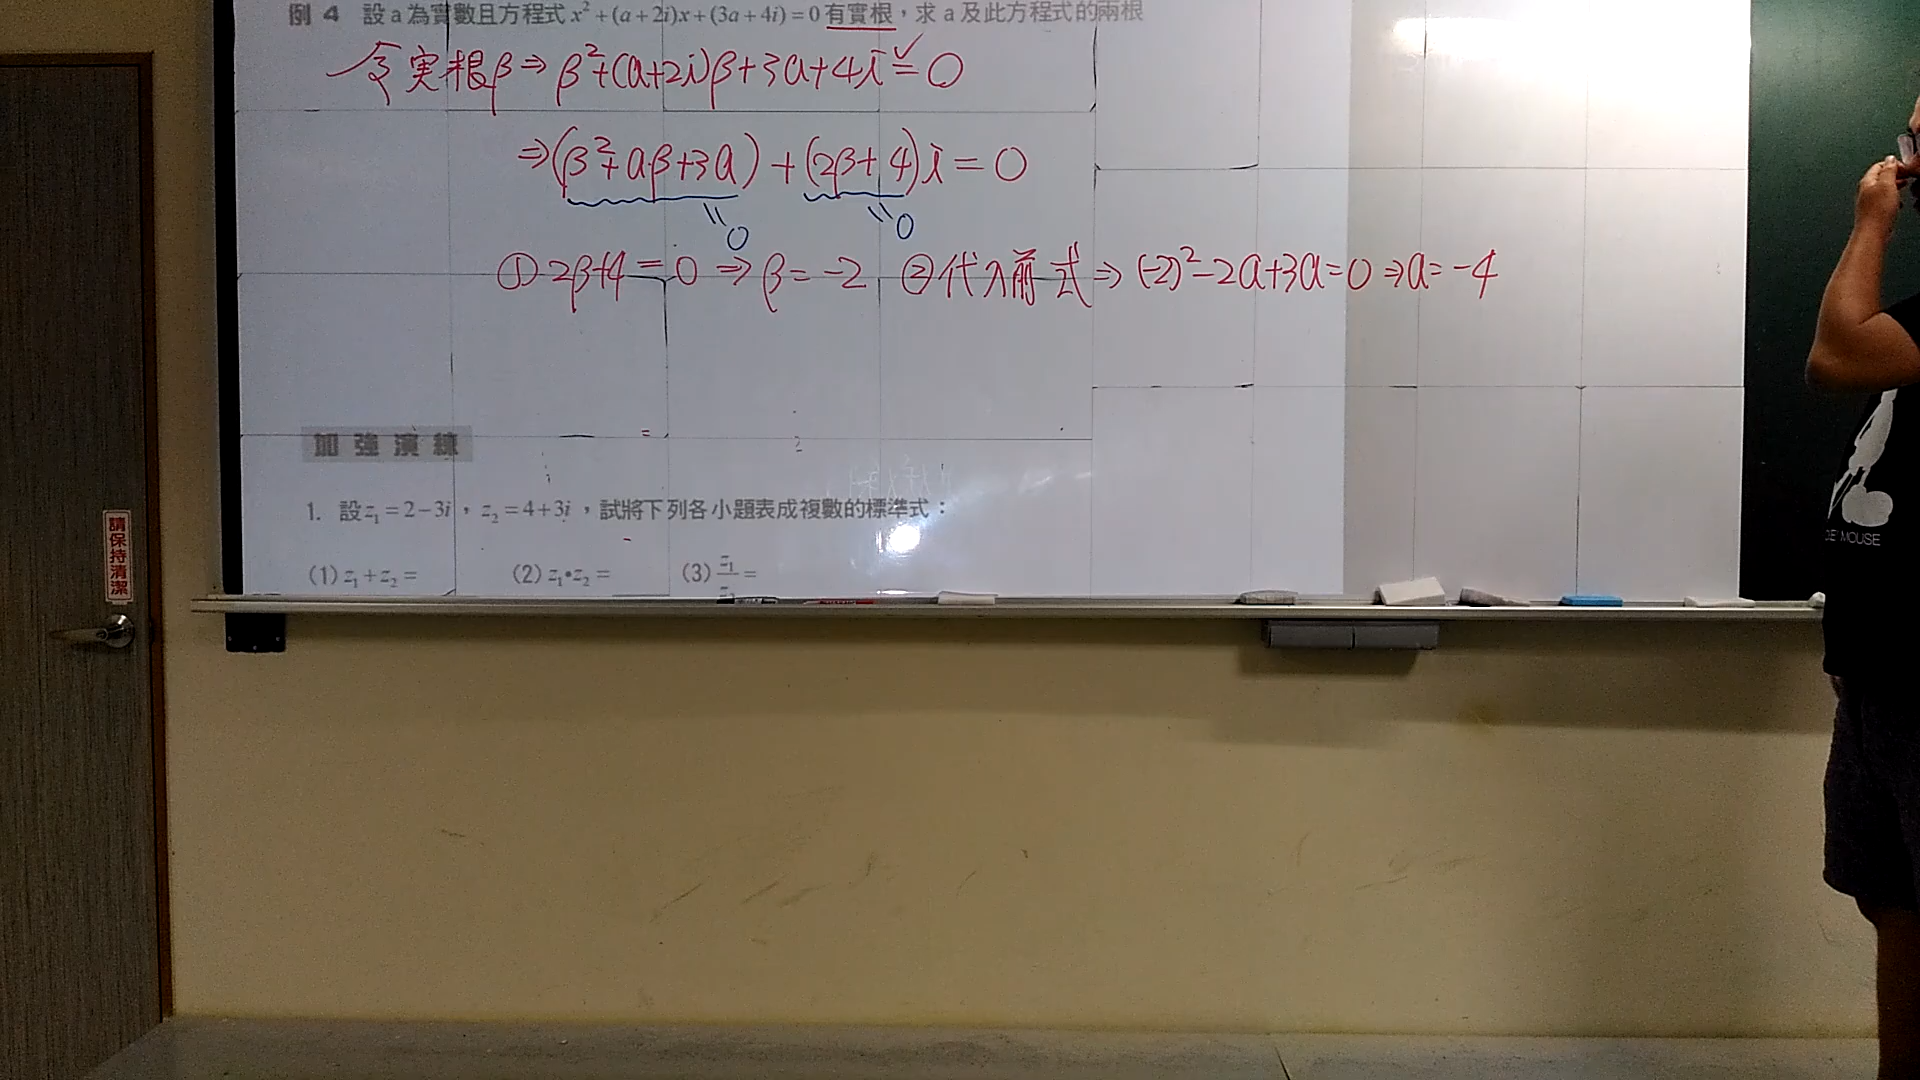 例 4 設 a 為實數且方程式 x² + (a + 2i)x + (3a + 4i) = 0 有實根，求 a 及此方程式的兩根
令実根β ⇒ β²+(a+2i)β+3a+4i = 0
⇒ (β²+aβ+3a) + (2β+4)i = 0
= 0 = 0
① 2β+4 = 0 ⇒ β = -2 ② 代入前式 ⇒ (-2)²-2a+3a=0 ⇒ a = -4
加強演練
1. 設 z₁ = 2 − 3i，z₂ = 4 + 3i，試將下列各小題表成複數的標準式：
(1) z₁ + z₂ = (2) z₁•z₂ = (3) z₁/z₂ =
請保持清潔
MOUSE